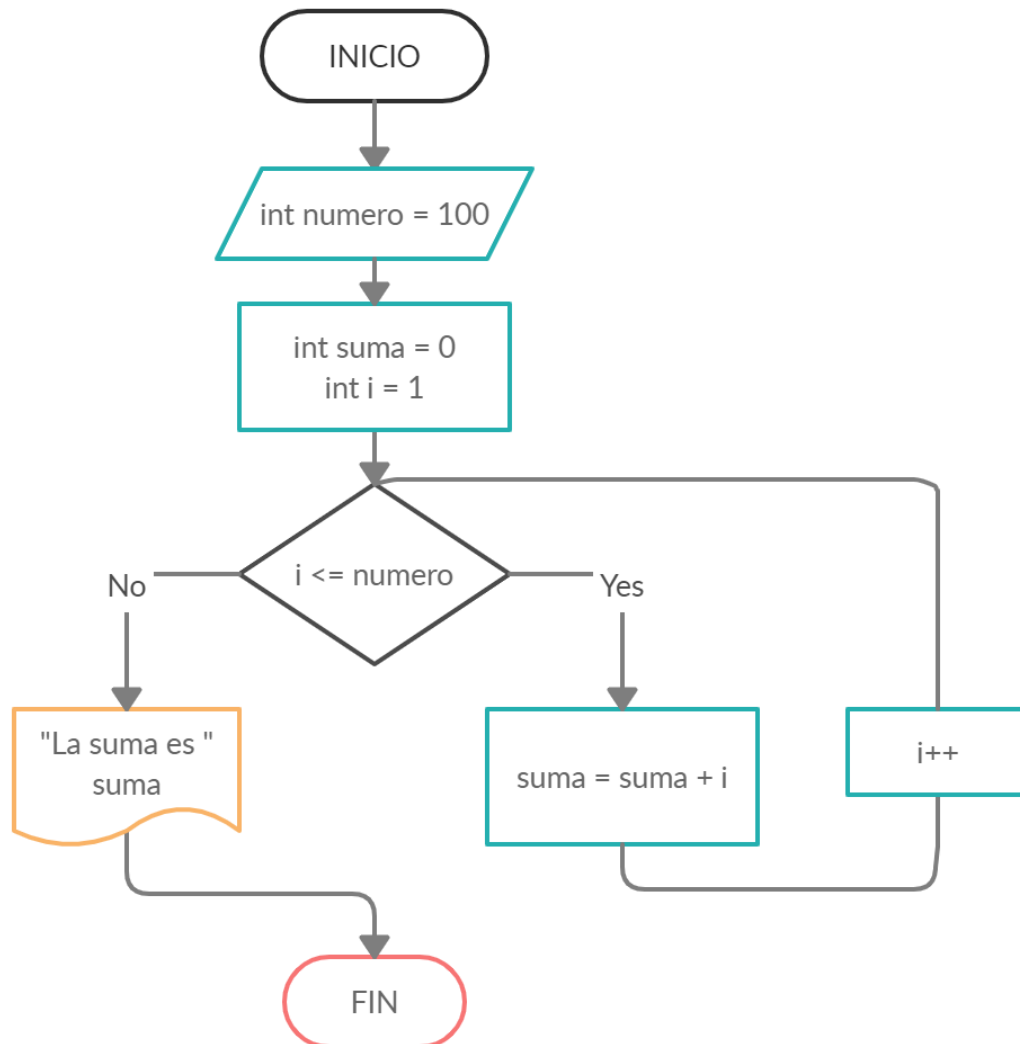 INICIO
int numero = 100
int suma = 0
int i = 1
i <= numero
No
Yes
"La suma es "
suma
suma = suma + i
i++
FIN